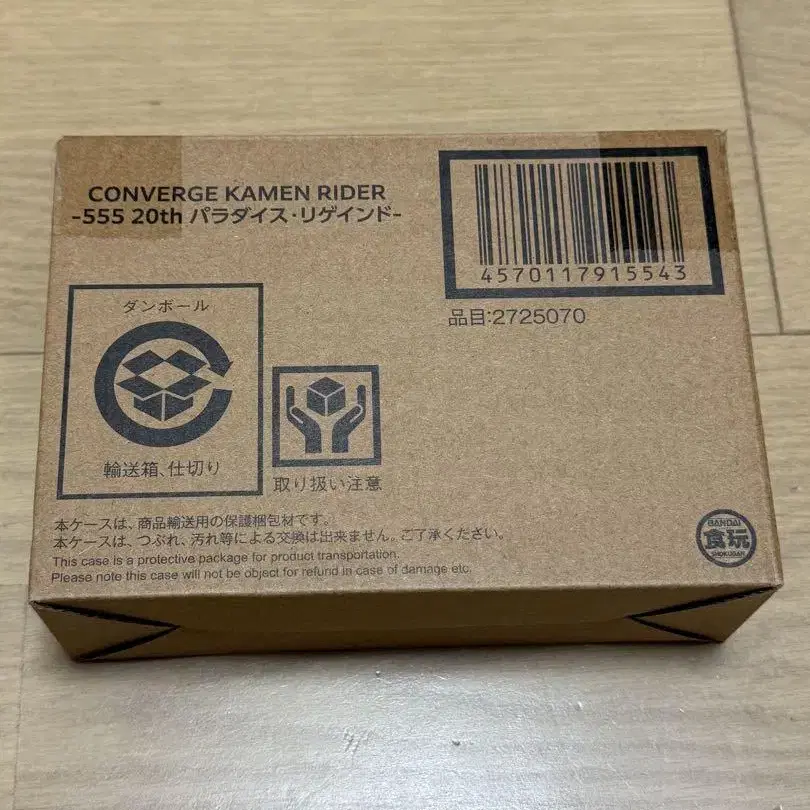 CONVERGE KAMEN RIDER
-555 20th パラダイス・リゲインド-
4570117915543
品目:2725070
ダンボール
輸送箱、仕切り
取り扱い注意
本ケースは、商品輸送用の保護梱包材です。
本ケースは、つぶれ、汚れ等による交換は出来ません。ご了承ください。
This case is a protective package for product transportation.
Please note this case will not be object for refund in case of damage etc.
BANDAI
食玩
SHOKUGAN